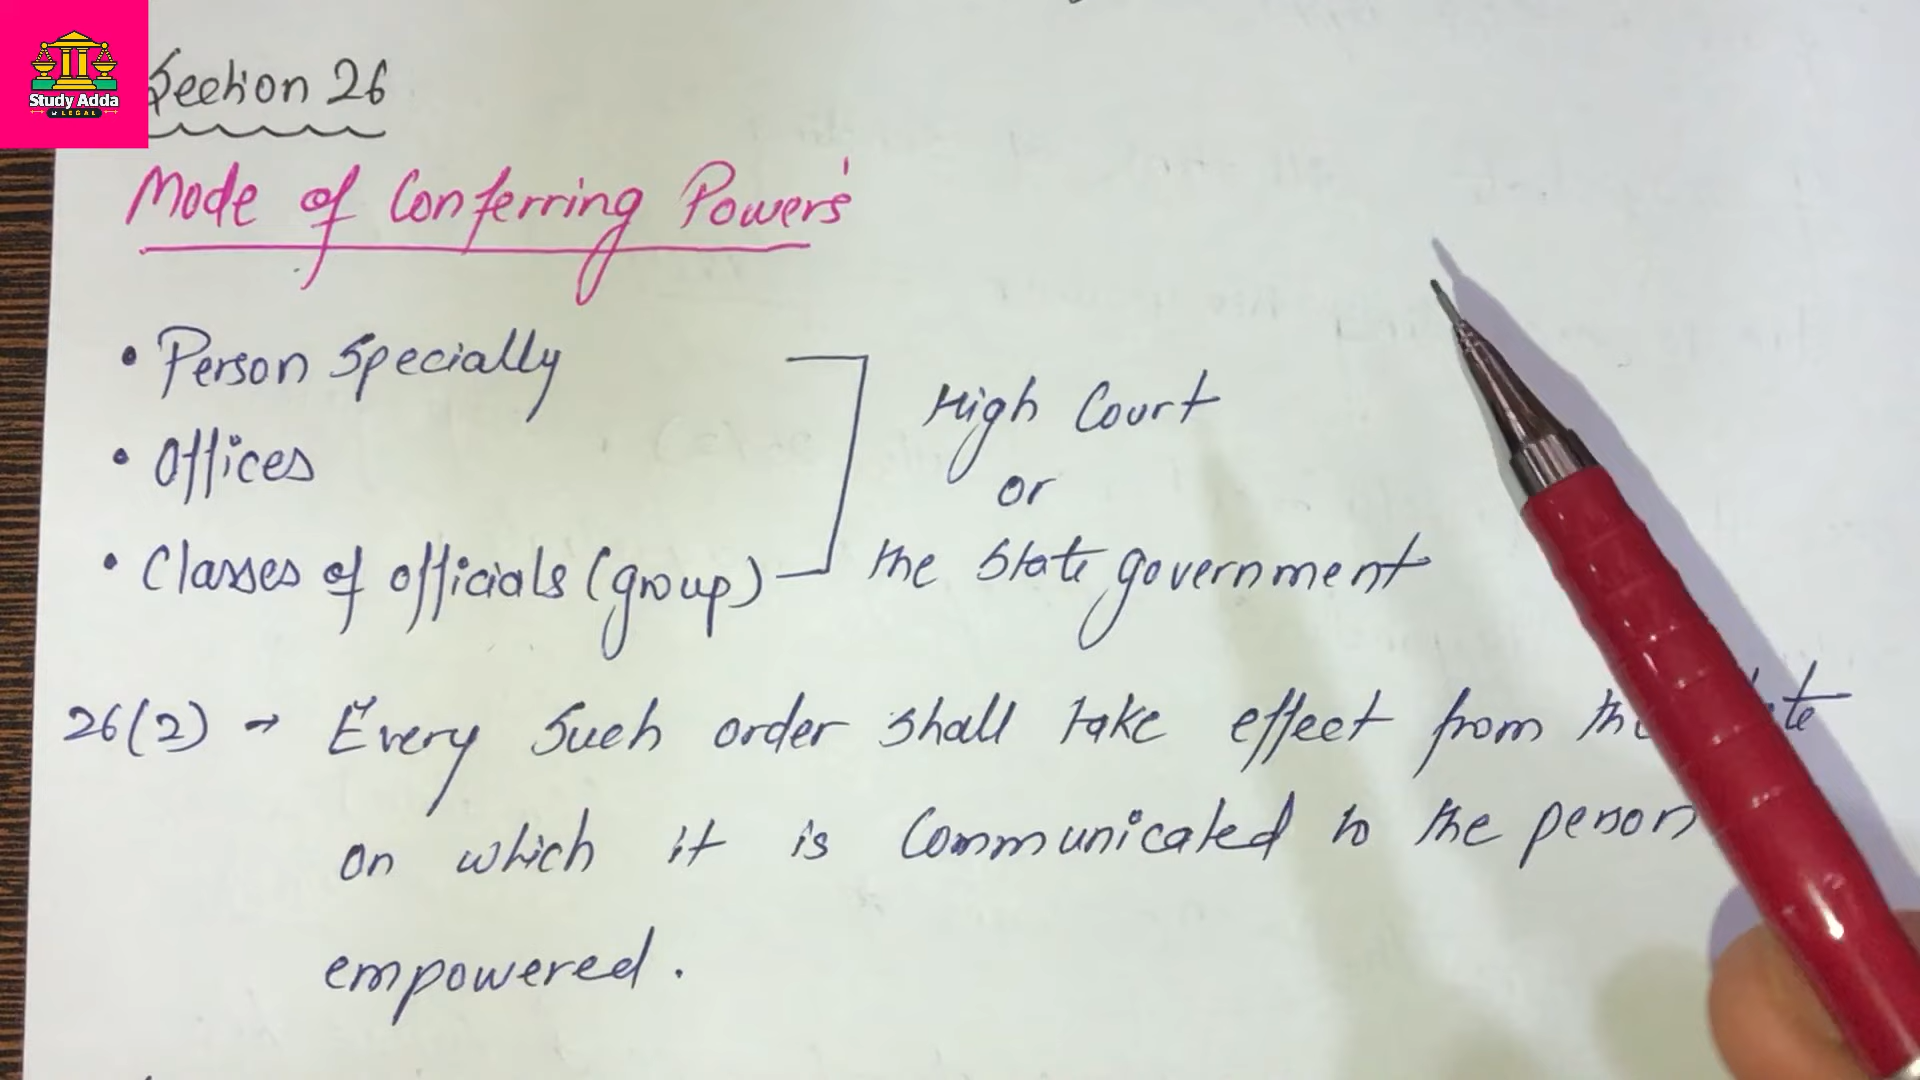 Study Adda
LEGAL
Section 26
Mode of Conferring Powers
• Person Specially
• Offices
• Classes of officials (group)
High Court
or
the State government
26(2) → Every Such order shall take effect from the
on which it is Communicated to the person
empowered.